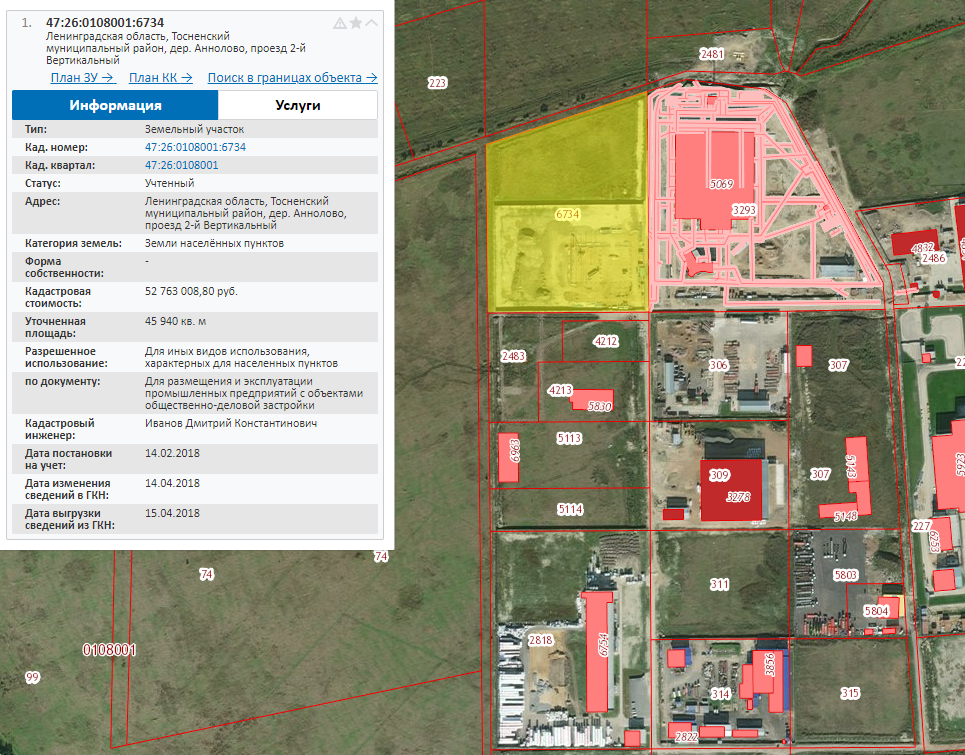 1. 47:26:0108001:6734
Ленинградская область, Тосненский
муниципальный район, дер. Аннолово, проезд 2-й
Вертикальный
План ЗУ → План КК → Поиск в границах объекта →
Информация Услуги
Тип: Земельный участок
Кад. номер: 47:26:0108001:6734
Кад. квартал: 47:26:0108001
Статус: Учтенный
Адрес: Ленинградская область, Тосненский
муниципальный район, дер. Аннолово,
проезд 2-й Вертикальный
Категория земель: Земли населённых пунктов
Форма -
собственности:
Кадастровая 52 763 008,80 руб.
стоимость:
Уточненная 45 940 кв. м
площадь:
Разрешенное Для иных видов использования,
использование: характерных для населенных пунктов
по документу: Для размещения и эксплуатации
промышленных предприятий с объектами
общественно-деловой застройки
Кадастровый Иванов Дмитрий Константинович
инженер:
Дата постановки 14.02.2018
на учет:
Дата изменения 14.04.2018
сведений в ГКН:
Дата выгрузки 15.04.2018
сведений из ГКН:
2481
223
5069
3293
6734
4832
2486
4212
2483
306
307
4213
5830
5113
6963
309
3278
307
5143
5148
5923
5114
227
6253
74
74
311
5803
5804
0108001
2818
6754
3856
99
314
315
2822